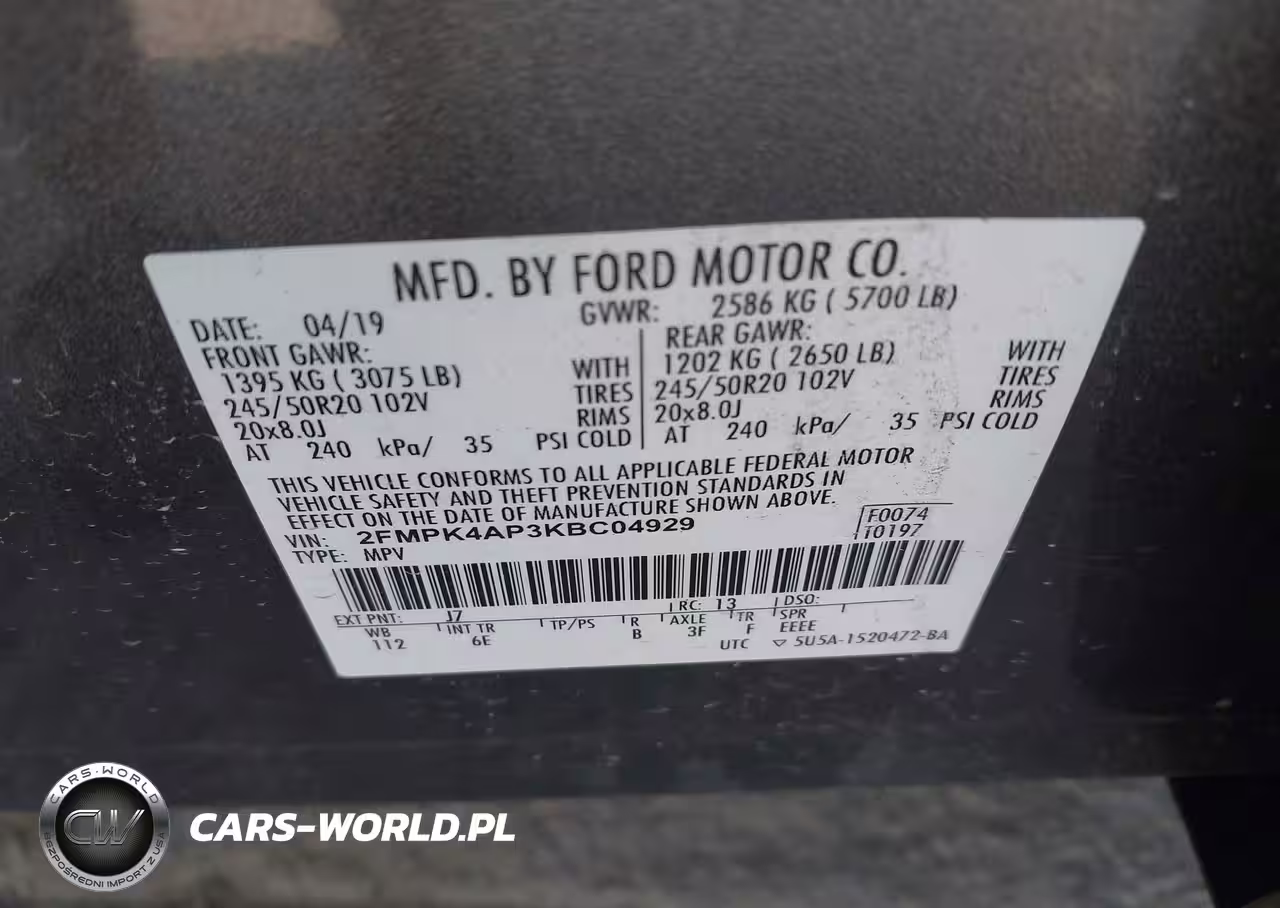 MFD. BY FORD MOTOR CO.
DATE: 04/19
GVWR: 2586 KG ( 5700 LB)
FRONT GAWR:
1395 KG ( 3075 LB) WITH
245/50R20 102V TIRES
20x8.0J RIMS
AT 240 kPa/ 35 PSI COLD
REAR GAWR:
1202 KG ( 2650 LB) WITH
245/50R20 102V TIRES
20x8.0J RIMS
AT 240 kPa/ 35 PSI COLD
THIS VEHICLE CONFORMS TO ALL APPLICABLE FEDERAL MOTOR
VEHICLE SAFETY AND THEFT PREVENTION STANDARDS IN
EFFECT ON THE DATE OF MANUFACTURE SHOWN ABOVE.
VIN: 2FMPK4AP3KBC04929
TYPE: MPV
F0074
T0197
EXT PNT: J7 RC: 13 DSO:
WB INT TR TP/PS R AXLE TR SPR
112 6E B 3F F EEEE
UTC ▽ 5U5A-1520472-BA
CARS-WORLD
CW
BEZPOŚREDNI IMPORT Z USA
CARS-WORLD.PL